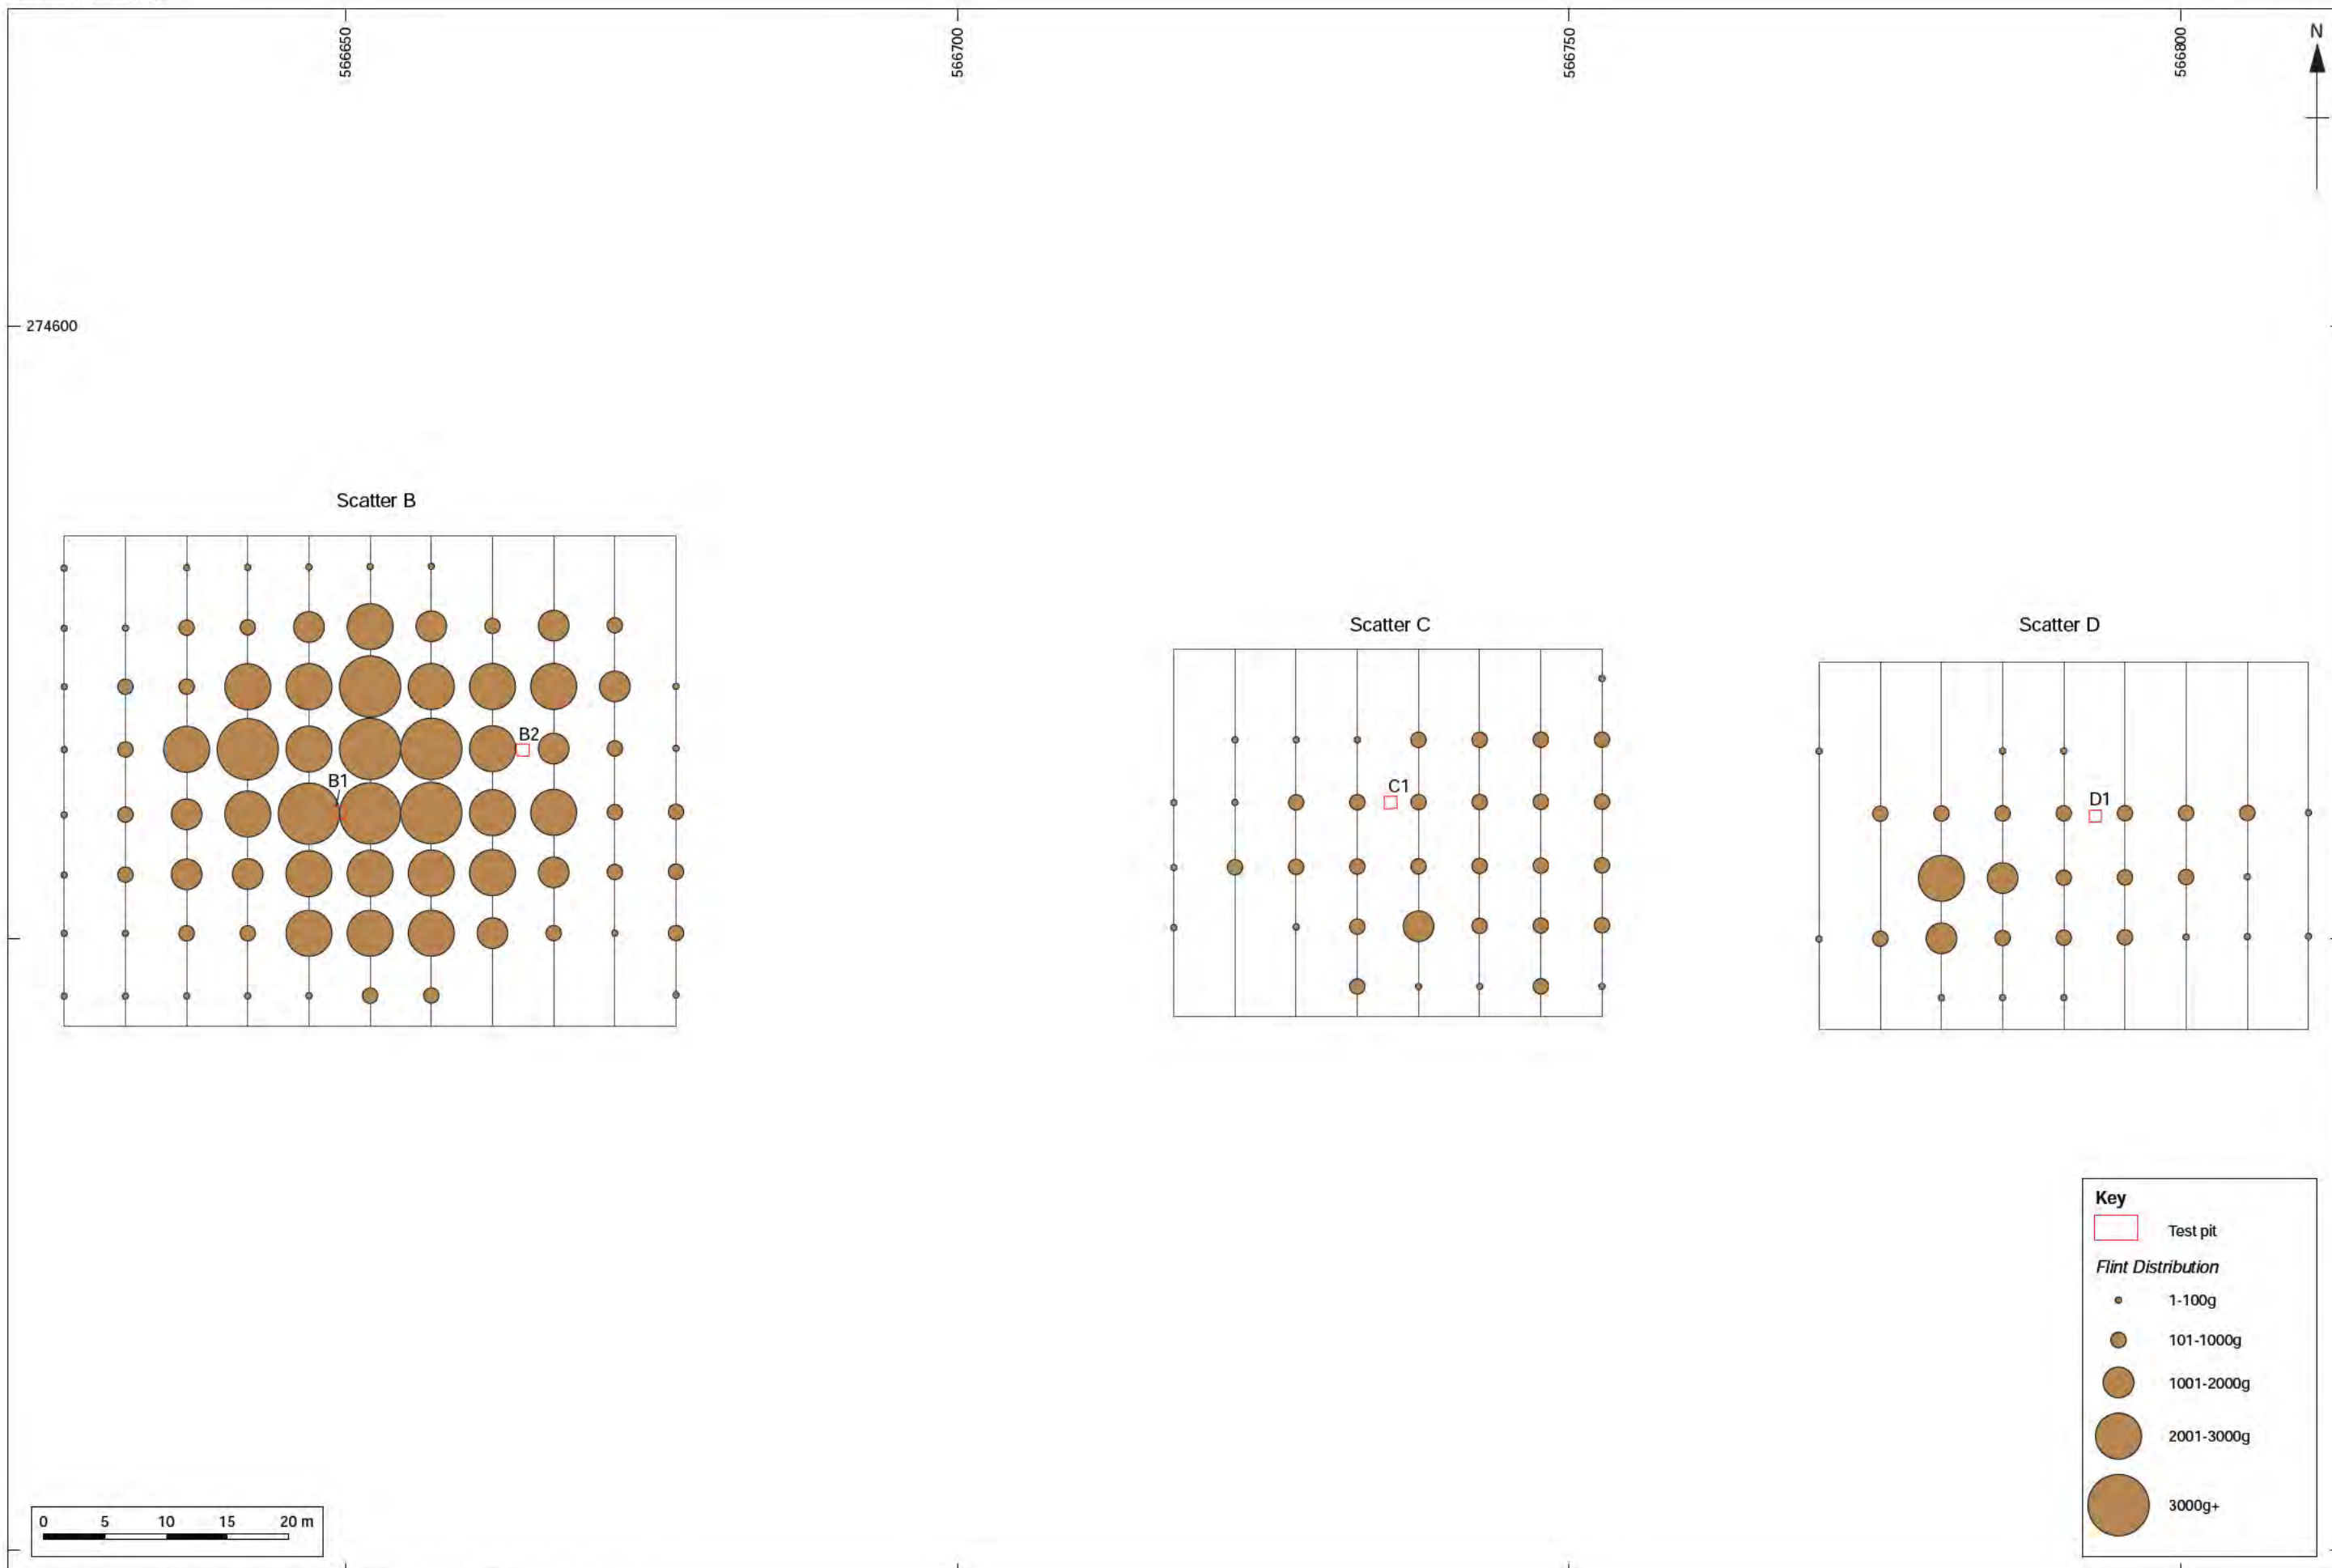 566650
566700
566750
566800
N
274600
Scatter B
Scatter C
Scatter D
B2
B1
C1
D1
Key
Test pit
Flint Distribution
1-100g
101-1000g
1001-2000g
2001-3000g
3000g+
0 5 10 15 20 m